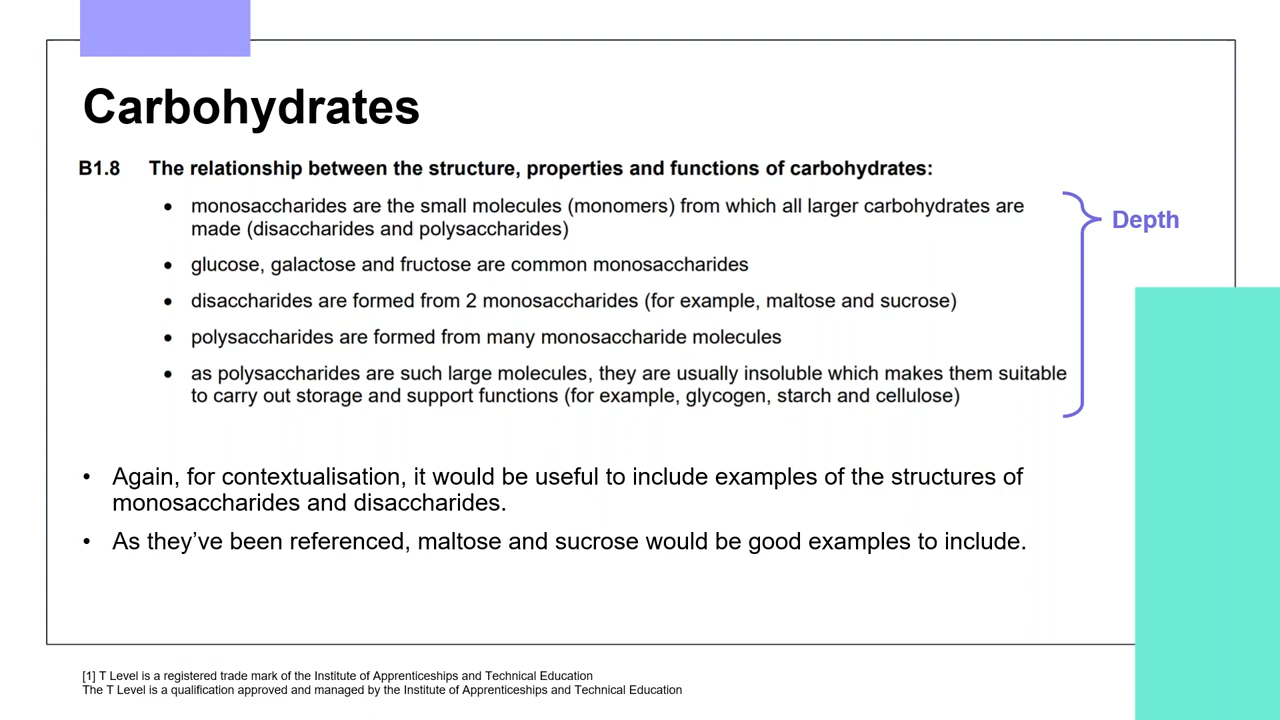 Carbohydrates
B1.8 The relationship between the structure, properties and functions of carbohydrates:
• monosaccharides are the small molecules (monomers) from which all larger carbohydrates are
made (disaccharides and polysaccharides)
Depth
• glucose, galactose and fructose are common monosaccharides
• disaccharides are formed from 2 monosaccharides (for example, maltose and sucrose)
• polysaccharides are formed from many monosaccharide molecules
• as polysaccharides are such large molecules, they are usually insoluble which makes them suitable
to carry out storage and support functions (for example, glycogen, starch and cellulose)
• Again, for contextualisation, it would be useful to include examples of the structures of
monosaccharides and disaccharides.
• As they’ve been referenced, maltose and sucrose would be good examples to include.
[1] T Level is a registered trade mark of the Institute of Apprenticeships and Technical Education
The T Level is a qualification approved and managed by the Institute of Apprenticeships and Technical Education